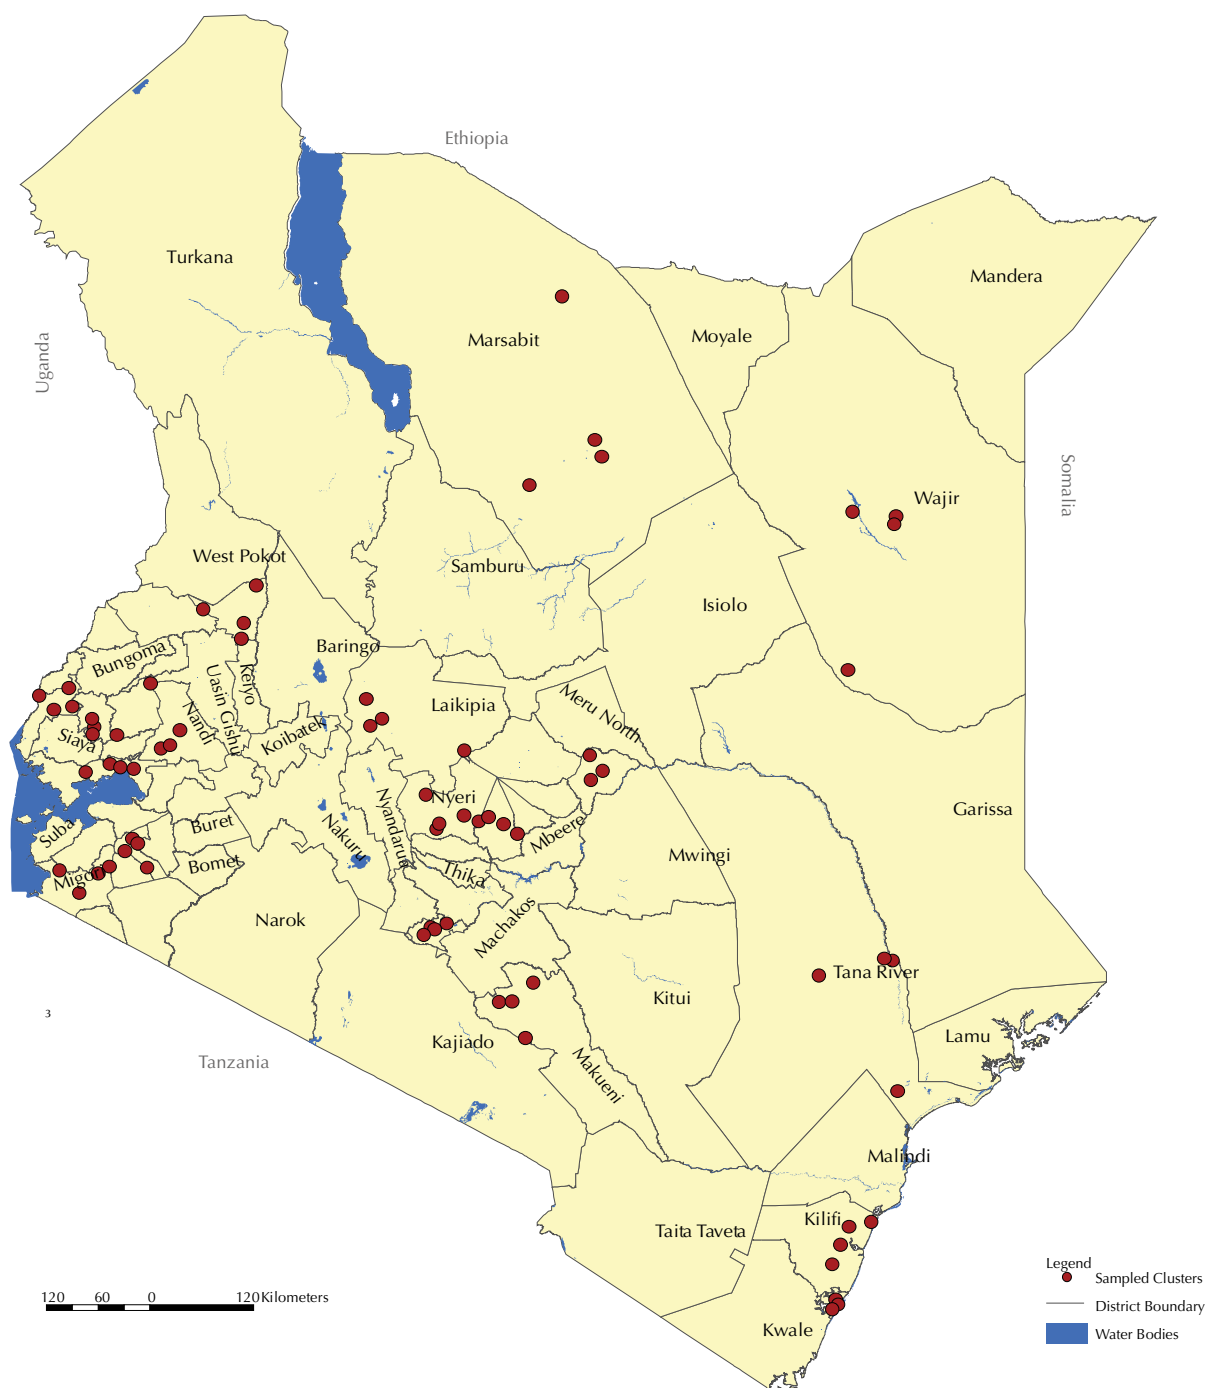 Ethiopia
Turkana
Mandera
Marsabit
Moyale
Uganda
Somalia
Wajir
West Pokot
Samburu
Isiolo
Baringo
Bungoma
Keiyo
Uasin Gishu
Laikipia
Meru North
Nandi
Siaya
Koibatek
Nyeri
Garissa
Nyandarua
Buret
Suba
Nakuru
Mbeere
Mwingi
Bomet
Migori
Thika
Narok
Machakos
Tana River
Kitui
3
Kajiado
Lamu
Tanzania
Makueni
Malindi
Kilifi
Taita Taveta
Kwale
Legend
Sampled Clusters
District Boundary
Water Bodies
120 60 0 120 Kilometers